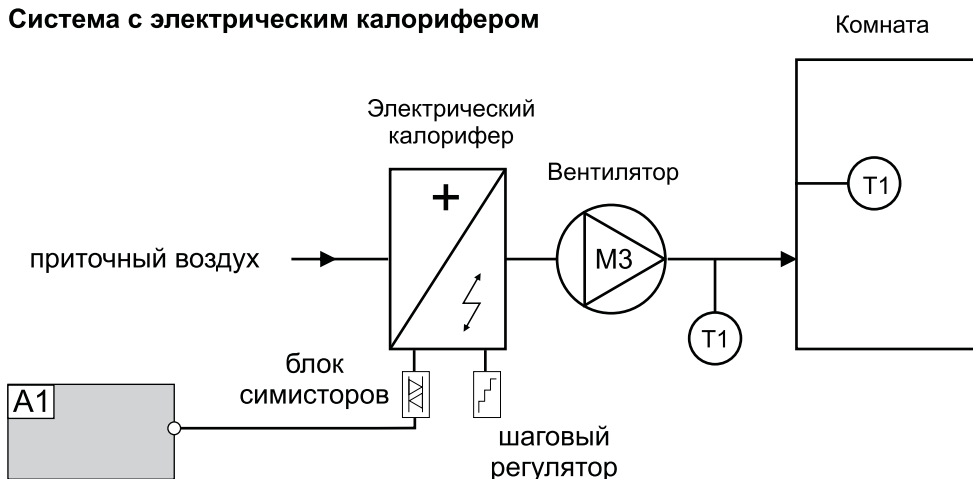 Система с электрическим калорифером
Комната
Электрический
калорифер
Вентилятор
+
T1
приточный воздух
M3
T1
блок
симисторов
A1
шаговый
регулятор